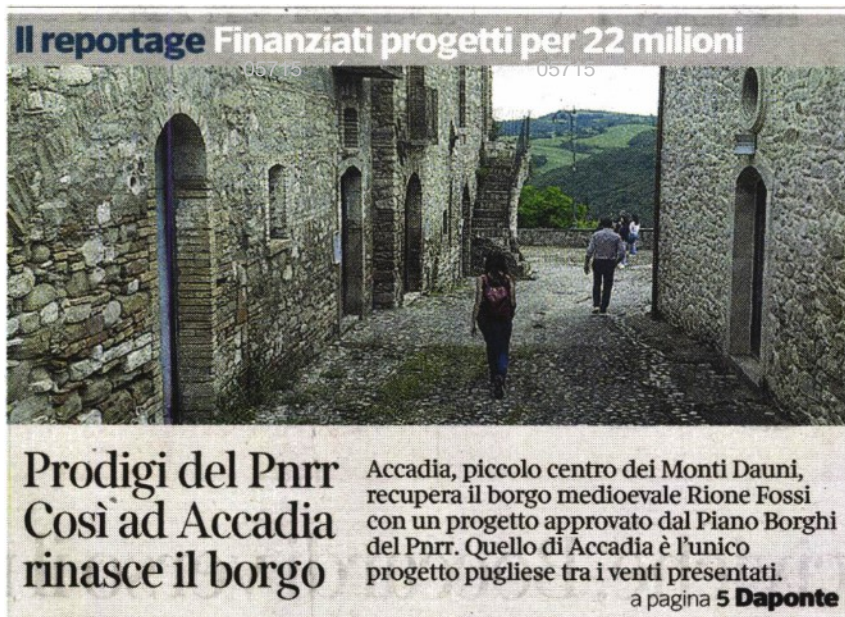 Il reportage Finanziati progetti per 22 milioni
05715 05715
Prodigi del Pnrr
Così ad Accadia
rinasce il borgo
Accadia, piccolo centro dei Monti Dauni,
recupera il borgo medioevale Rione Fossi
con un progetto approvato dal Piano Borghi
del Pnrr. Quello di Accadia è l'unico
progetto pugliese tra i venti presentati.
a pagina 5 Daponte